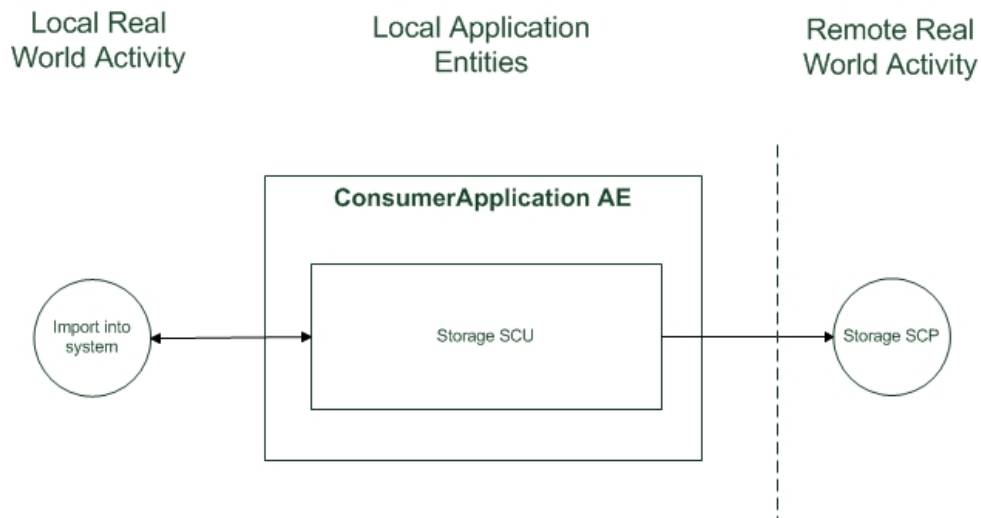 Local Real
World Activity
Local Application
Entities
Remote Real
World Activity
ConsumerApplication AE
Import into
system
Storage SCU
Storage SCP